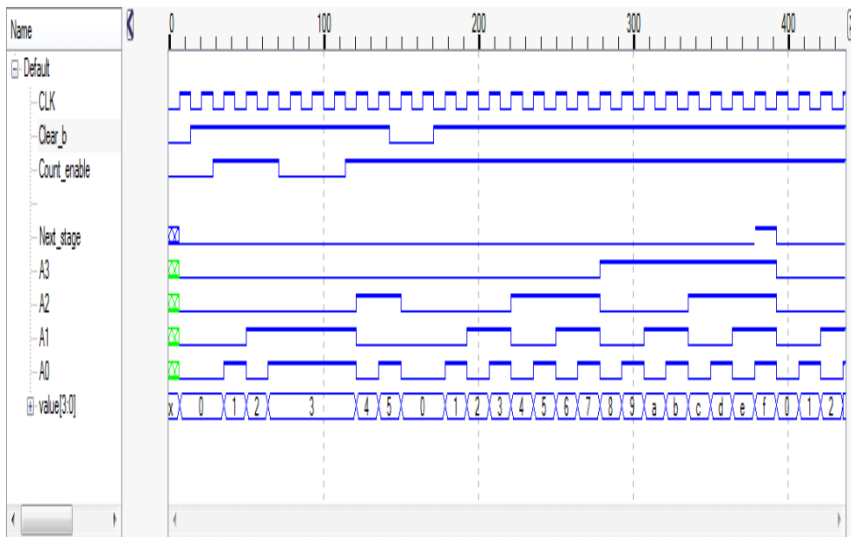 Name
0 100 200 300 400
Default
CLK
Clear_b
Count_enable
Next_stage
A3
A2
A1
A0
value[3:0] x 0 1 2 3 4 5 0 1 2 3 4 5 6 7 8 9 a b c d e f 0 1 2